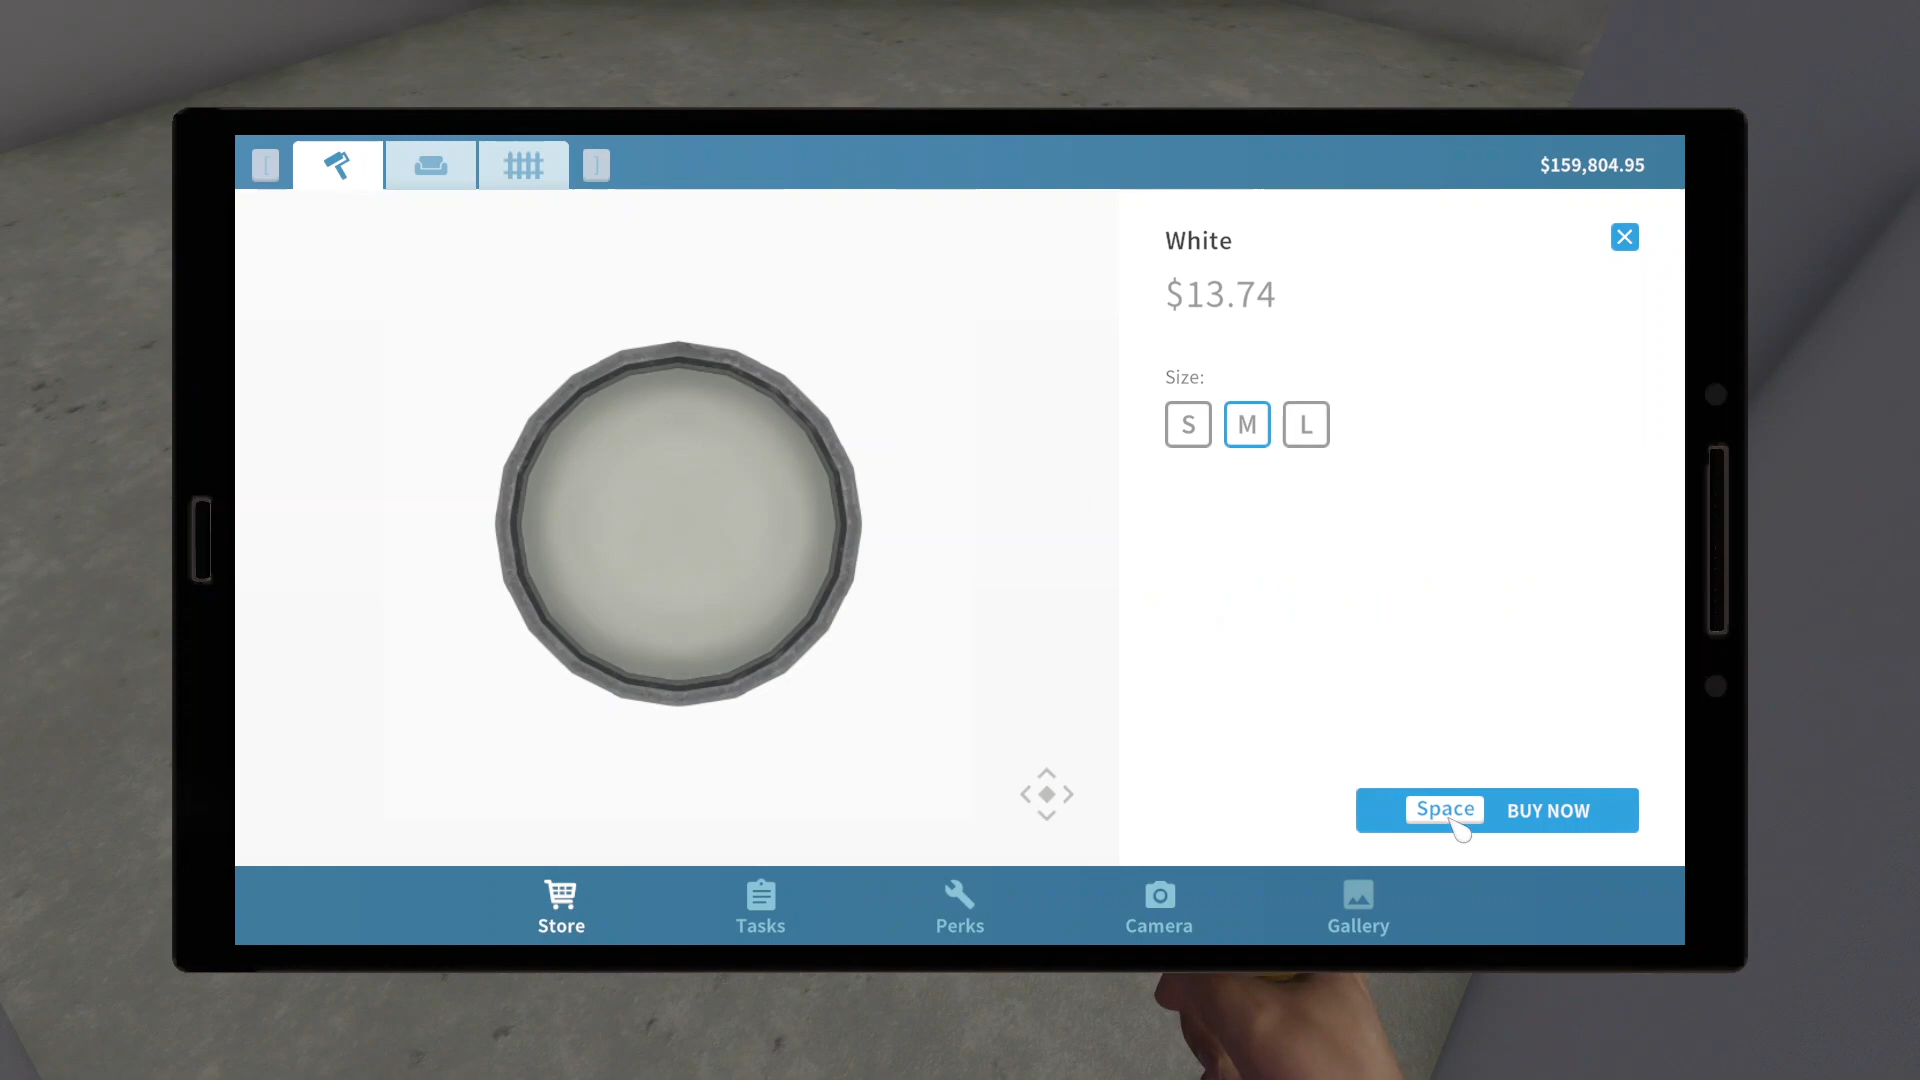 [
]
$159,804.95
White
$13.74
Size:
S M L
Space BUY NOW
Store Tasks Perks Camera Gallery